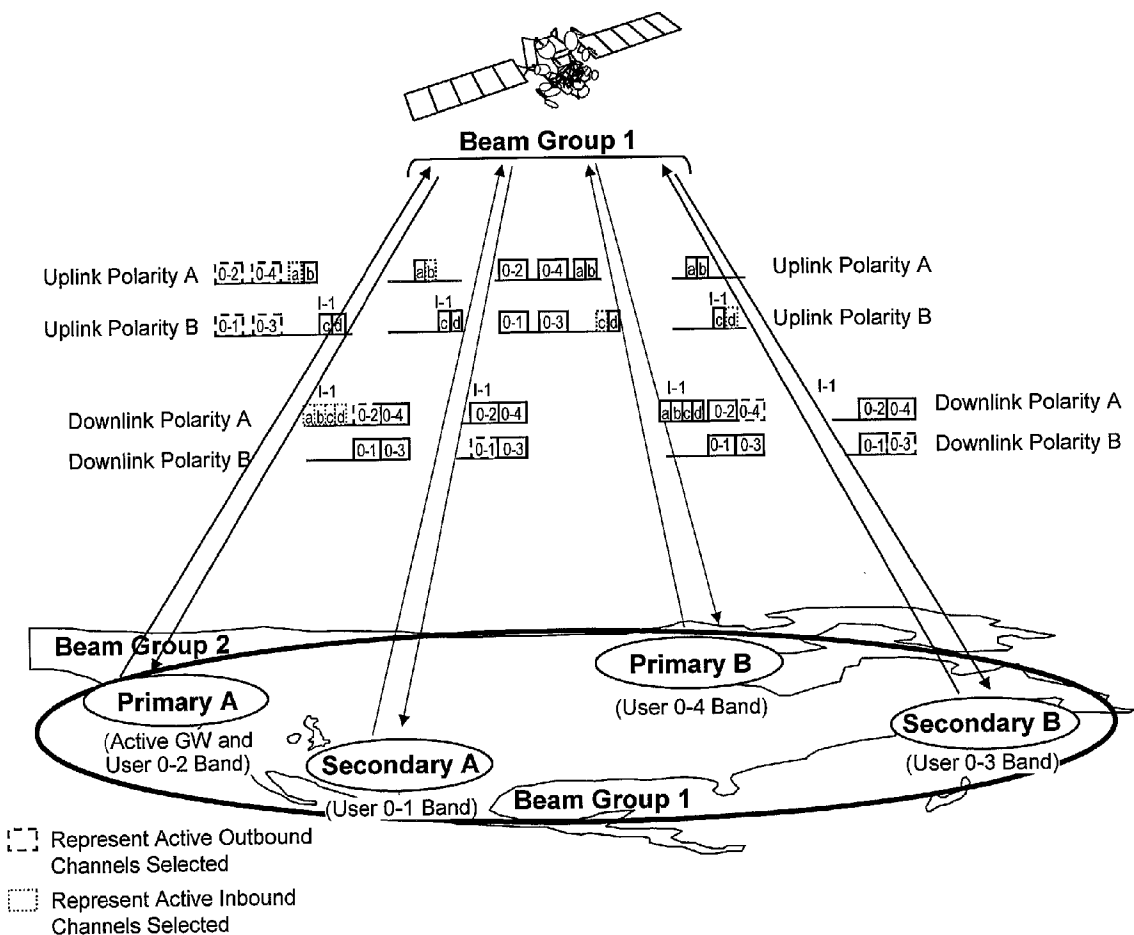 Beam Group 1
Uplink Polarity A 0-2 0-4 a b a b 0-2 0-4 a b a b Uplink Polarity A
I-1 I-1 I-1
Uplink Polarity B 0-1 0-3 c d c d 0-1 0-3 c d c d Uplink Polarity B
I-1 I-1 I-1 I-1
Downlink Polarity A a b c d 0-2 0-4 0-2 0-4 a b c d 0-2 0-4 0-2 0-4 Downlink Polarity A
Downlink Polarity B 0-1 0-3 0-1 0-3 0-1 0-3 0-1 0-3 Downlink Polarity B
Beam Group 2
Primary A
(Active GW and
User 0-2 Band)
Secondary A
(User 0-1 Band)
Primary B
(User 0-4 Band)
Secondary B
(User 0-3 Band)
Beam Group 1
Represent Active Outbound
Channels Selected
Represent Active Inbound
Channels Selected